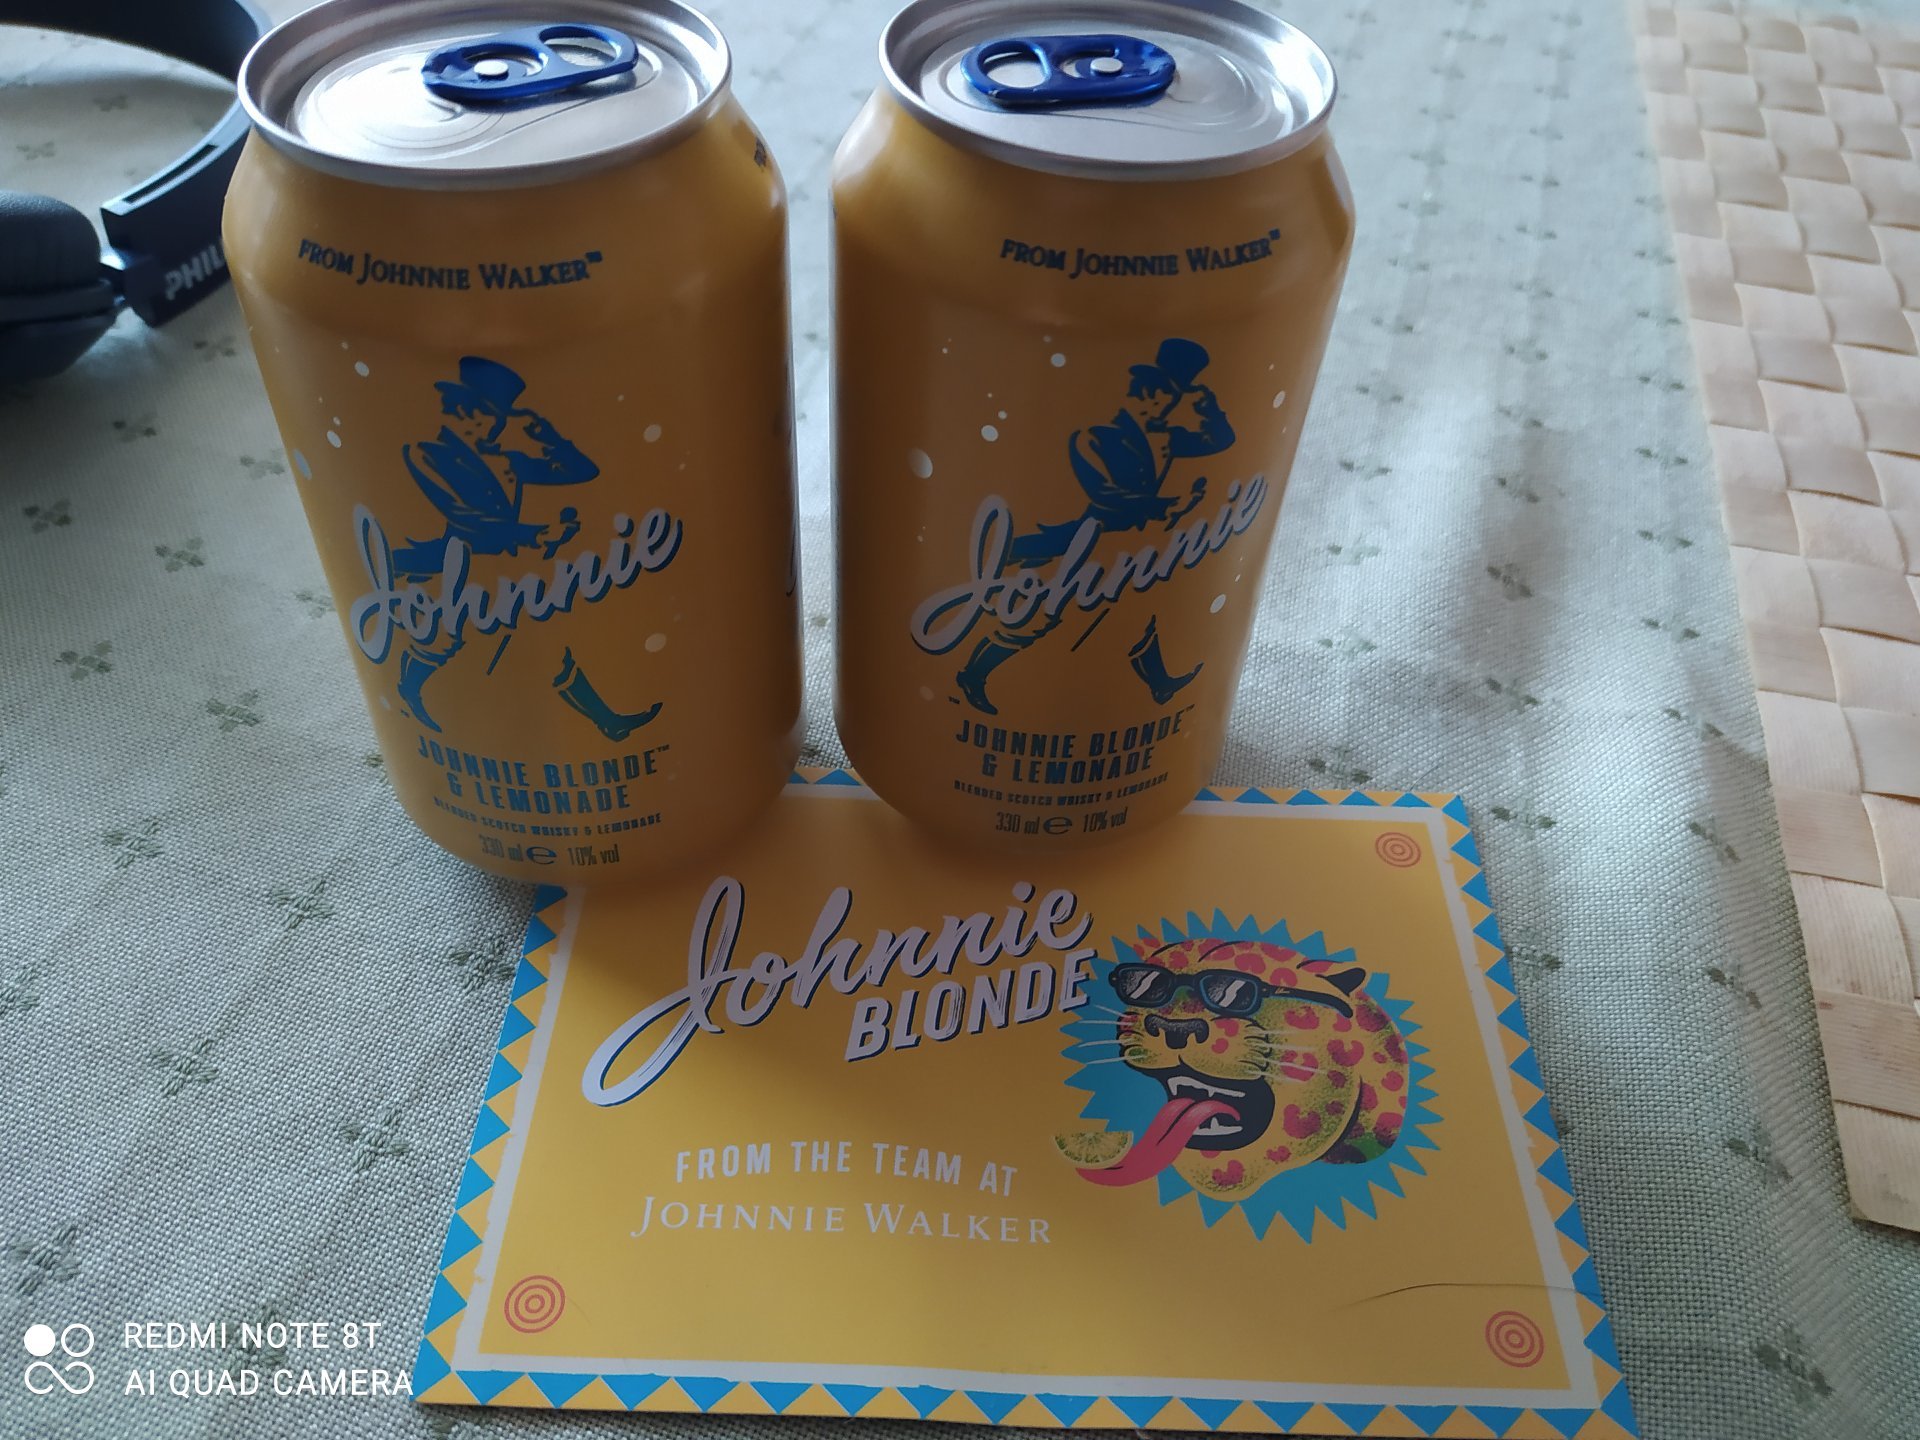 PHIL
FROM JOHNNIE WALKER™
Johnnie
JOHNNIE BLONDE™
& LEMONADE
BLENDED SCOTCH WHISKY & LEMONADE
330 ml ℮ 10% vol
FROM JOHNNIE WALKER™
Johnnie
JOHNNIE BLONDE™
& LEMONADE
BLENDED SCOTCH WHISKY & LEMONADE
330 ml ℮ 10% vol
Johnnie
BLONDE
FROM THE TEAM AT
JOHNNIE WALKER
REDMI NOTE 8T
AI QUAD CAMERA